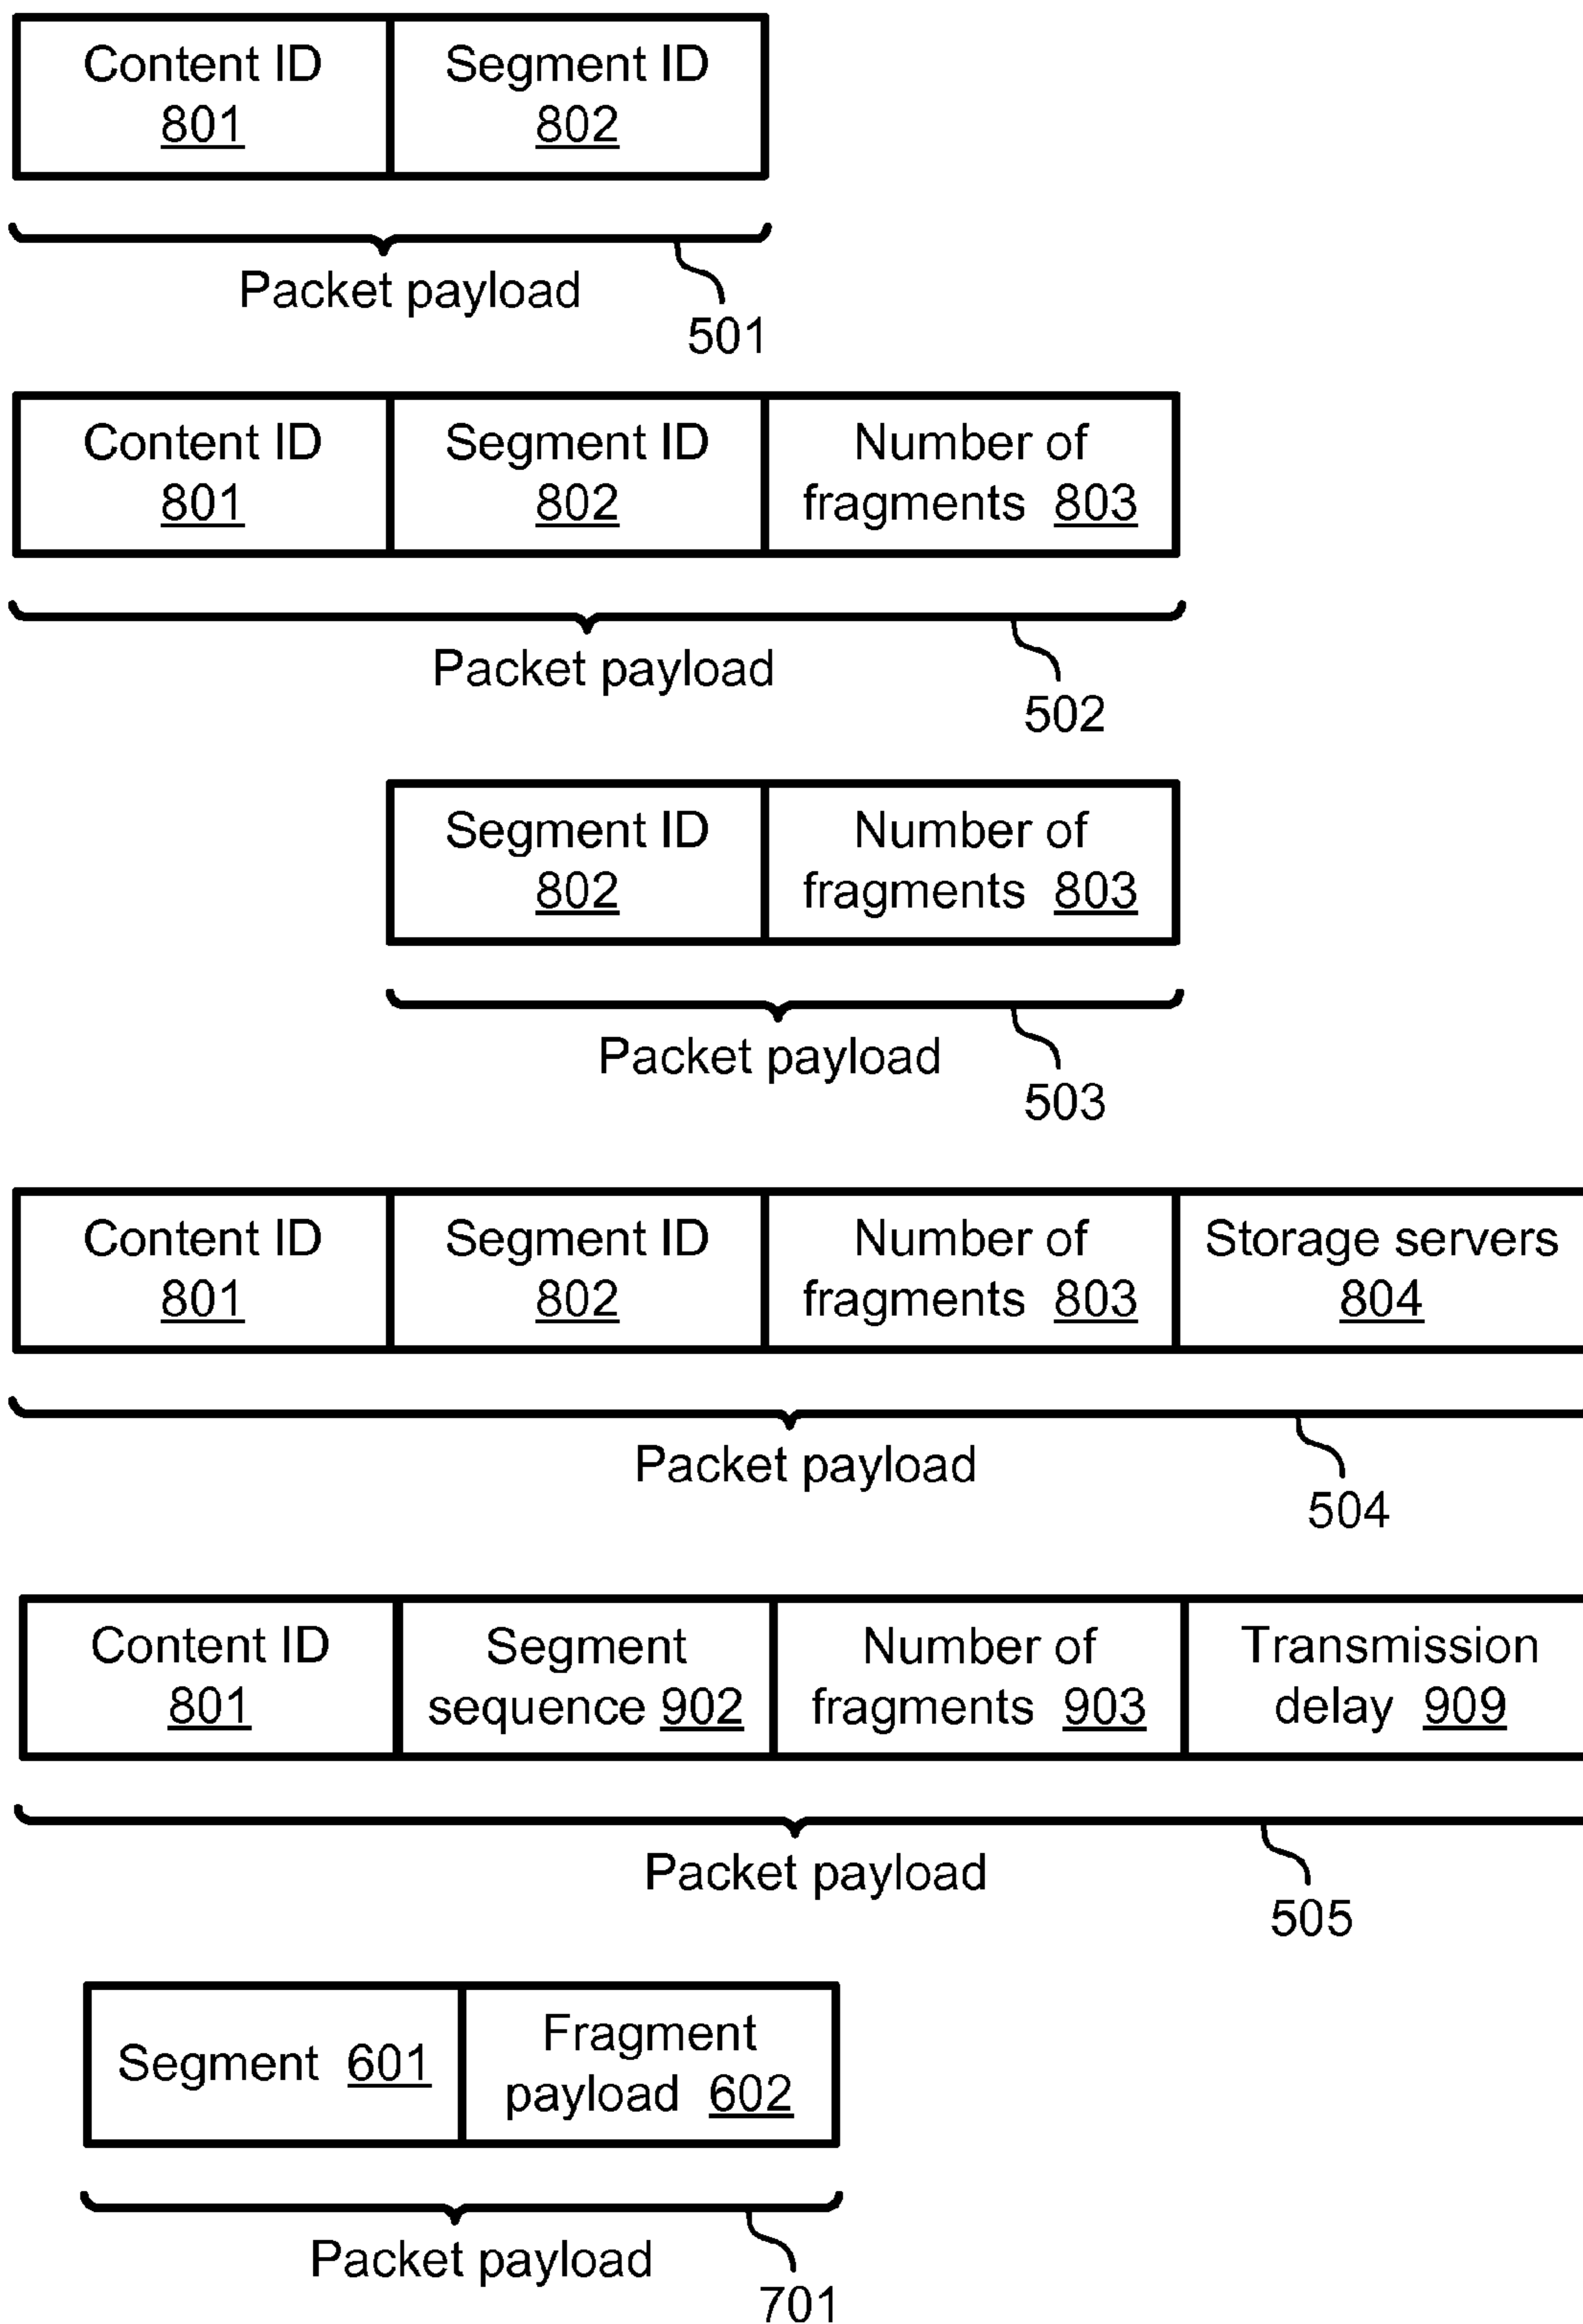 Content ID Segment ID
801 802
Packet payload
501
Content ID Segment ID Number of
801 802 fragments 803
Packet payload
502
Segment ID Number of
802 fragments 803
Packet payload
503
Content ID Segment ID Number of Storage servers
801 802 fragments 803 804
Packet payload
504
Content ID Segment Number of Transmission
801 sequence 902 fragments 903 delay 909
Packet payload
505
Segment 601 Fragment
payload 602
Packet payload
701